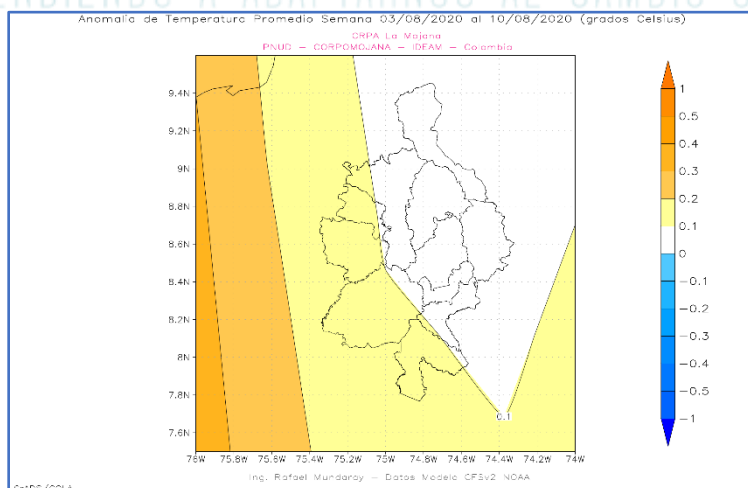 Anomalía de Temperatura Promedio Semana 03/08/2020 al 10/08/2020 (grados Celsius)
CRPA La Mojana
PNUD – CORPOMOJANA – IDEAM – Colombia
9.4N
9.2N
9N
8.8N
8.6N
8.4N
8.2N
8N
7.8N
7.6N
76W 75.8W 75.6W 75.4W 75.2W 75W 74.8W 74.6W 74.4W 74.2W 74W
0.1
1
0.5
0.4
0.3
0.2
0.1
0
−0.1
−0.2
−0.3
−0.4
−0.5
−1
Ing. Rafael Mundaray – Datos Modelo CFSv2 NOAA